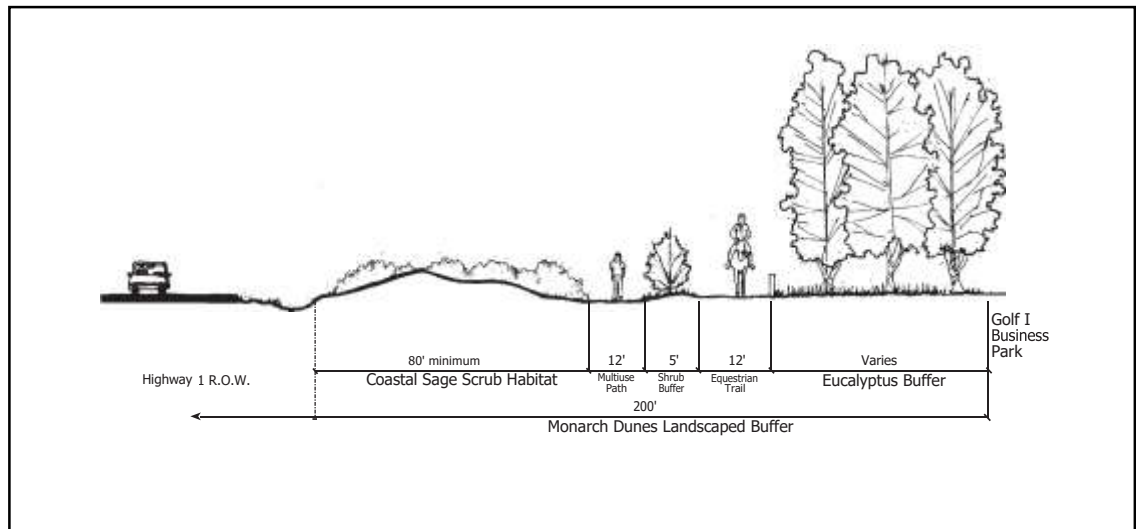 Golf I
Business
Park
80' minimum
12'
5'
12'
Varies
Highway 1 R.O.W.
Coastal Sage Scrub Habitat
Multiuse
Path
Shrub
Buffer
Equestrian
Trail
Eucalyptus Buffer
200'
Monarch Dunes Landscaped Buffer